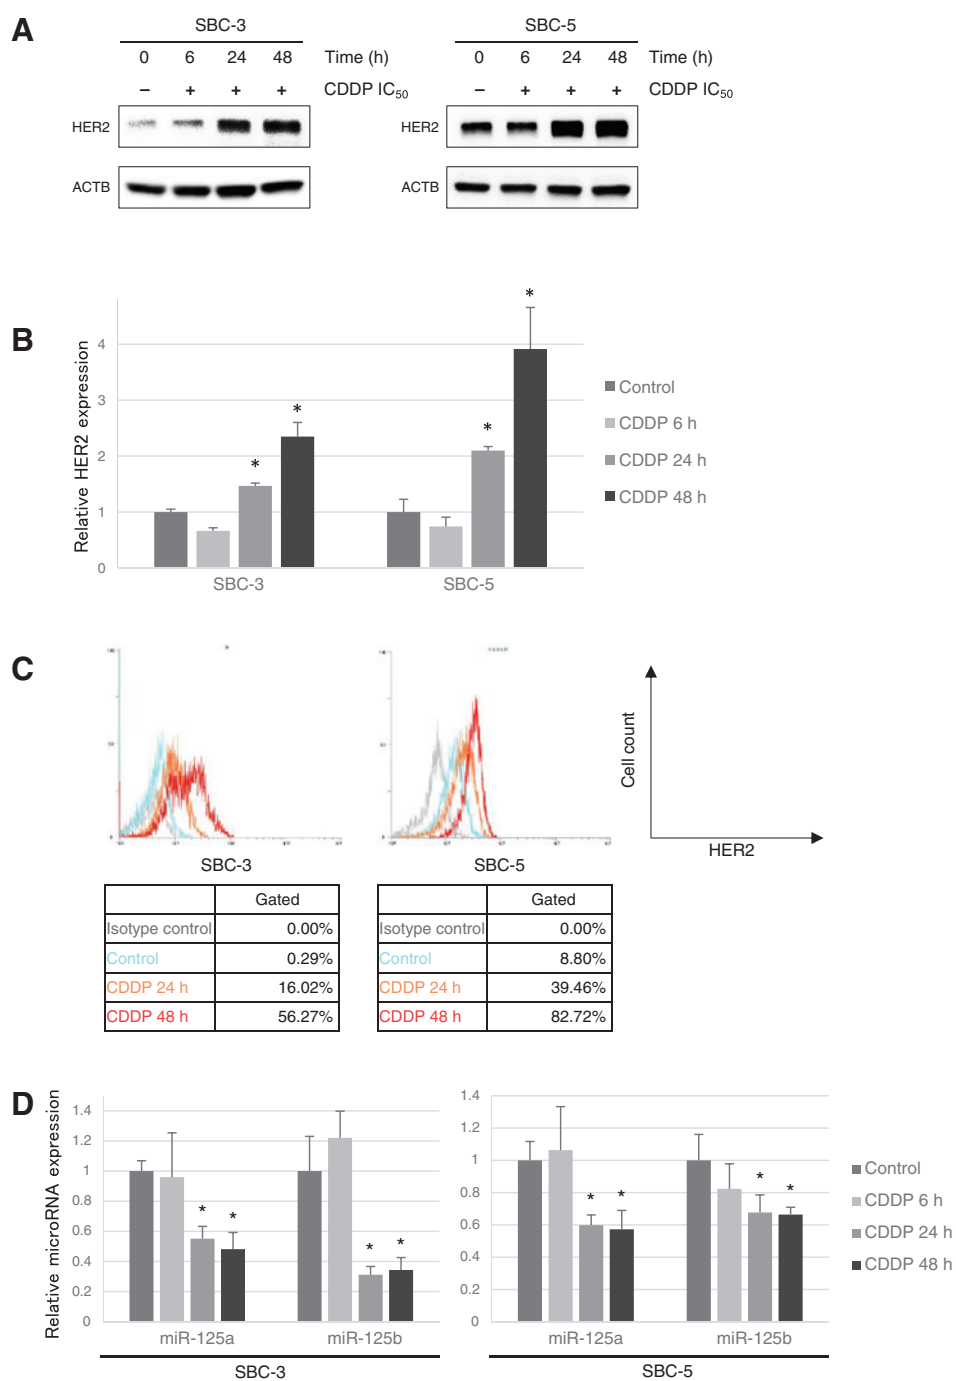 A
SBC-3
0 6 24 48 Time (h)
– + + + CDDP IC50
HER2
ACTB
SBC-5
0 6 24 48 Time (h)
– + + + CDDP IC50
HER2
ACTB
B
Relative HER2 expression
4
3
2
1
0
* * * *
SBC-3 SBC-5
Control
CDDP 6 h
CDDP 24 h
CDDP 48 h
C
SBC-3
SBC-5
Cell count
HER2
Gated
Isotype control 0.00%
Control 0.29%
CDDP 24 h 16.02%
CDDP 48 h 56.27%
Gated
Isotype control 0.00%
Control 8.80%
CDDP 24 h 39.46%
CDDP 48 h 82.72%
D
Relative microRNA expression
1.4
1.2
1
0.8
0.6
0.4
0.2
0
* * * *
miR-125a miR-125b
SBC-3
1.4
1.2
1
0.8
0.6
0.4
0.2
0
* * * *
miR-125a miR-125b
SBC-5
Control
CDDP 6 h
CDDP 24 h
CDDP 48 h